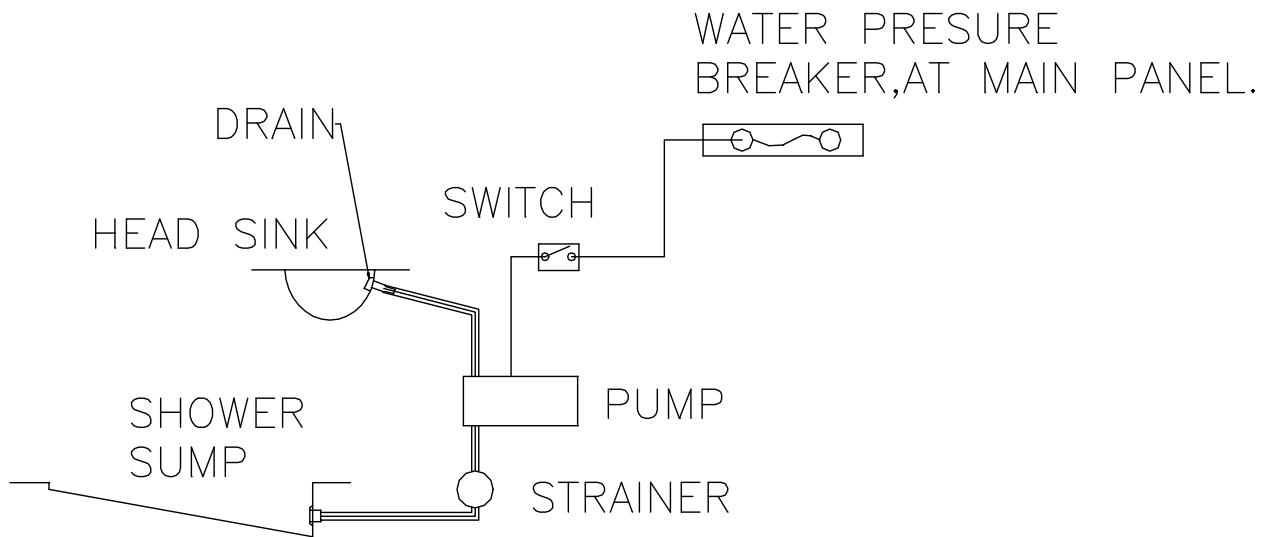 WATER PRESURE
BREAKER,AT MAIN PANEL.
DRAIN
SWITCH
HEAD SINK
PUMP
SHOWER
SUMP
STRAINER